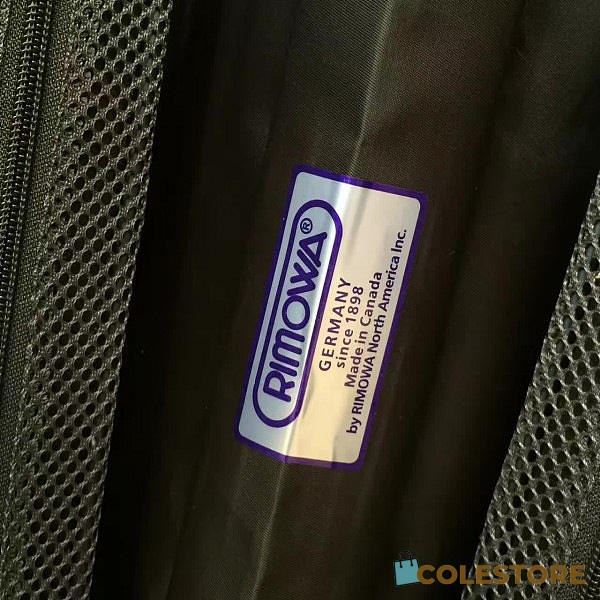 RIMOWA®
GERMANY
since 1898
Made in Canada
by RIMOWA North America Inc.
COLESTORE